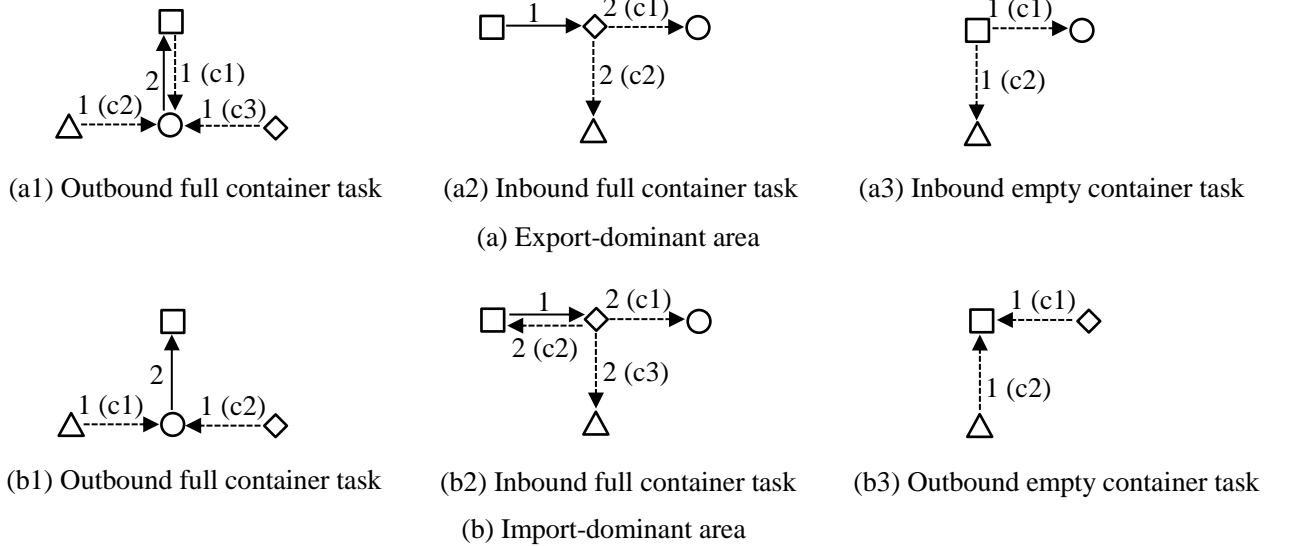 1 2 (c1) 1 (c1)
2 1 (c1) 2 (c2) 1 (c2)
1 (c2) 1 (c3)
(a1) Outbound full container task (a2) Inbound full container task (a3) Inbound empty container task
(a) Export-dominant area
1 2 (c1) 1 (c1)
2 2 (c2) 2 (c3) 1 (c2)
1 (c1) 1 (c2)
(b1) Outbound full container task (b2) Inbound full container task (b3) Outbound empty container task
(b) Import-dominant area